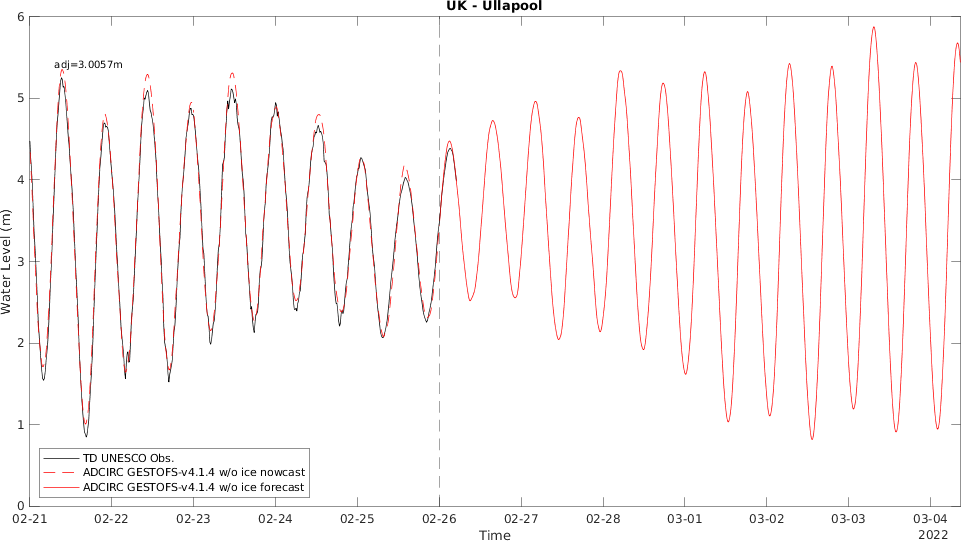 UK - Ullapool
adj=3.0057m
Water Level (m)
6
5
4
3
2
1
0
TD UNESCO Obs.
ADCIRC GESTOFS-v4.1.4 w/o ice nowcast
ADCIRC GESTOFS-v4.1.4 w/o ice forecast
02-21 02-22 02-23 02-24 02-25 02-26 02-27 02-28 03-01 03-02 03-03 03-04
Time
2022